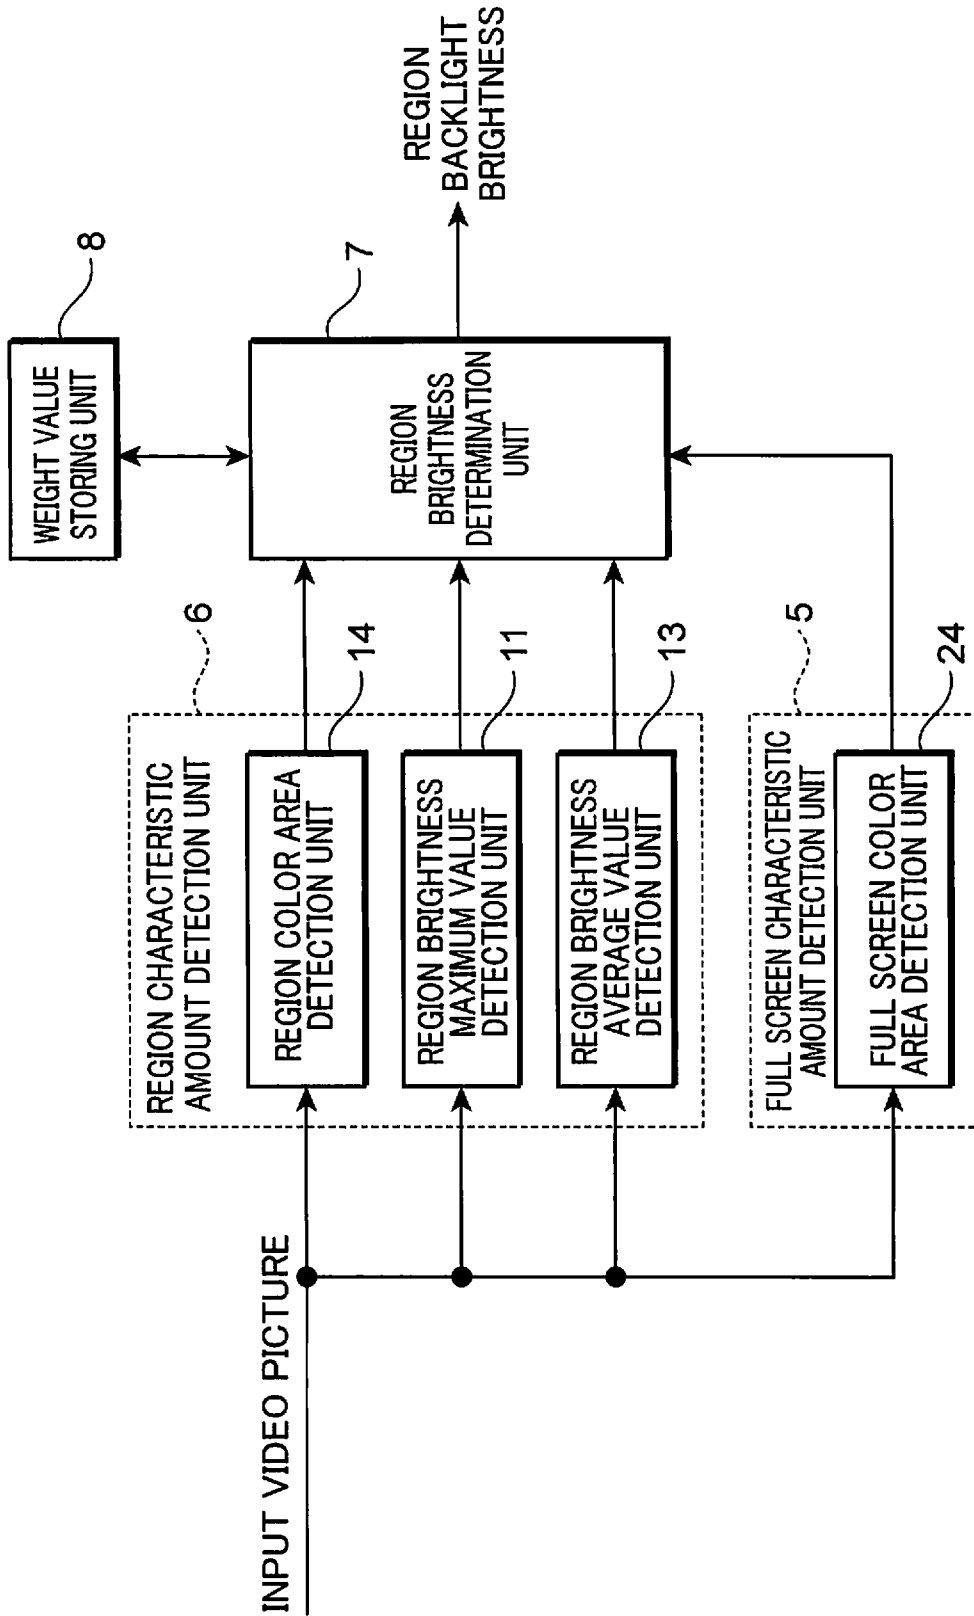 INPUT VIDEO PICTURE
REGION CHARACTERISTIC
AMOUNT DETECTION UNIT
6
REGION COLOR AREA
DETECTION UNIT
14
REGION BRIGHTNESS
MAXIMUM VALUE
DETECTION UNIT
11
REGION BRIGHTNESS
AVERAGE VALUE
DETECTION UNIT
13
FULL SCREEN CHARACTERISTIC
AMOUNT DETECTION UNIT
5
FULL SCREEN COLOR
AREA DETECTION UNIT
24
WEIGHT VALUE
STORING UNIT
8
REGION
BRIGHTNESS
DETERMINATION
UNIT
7
REGION
BACKLIGHT
BRIGHTNESS